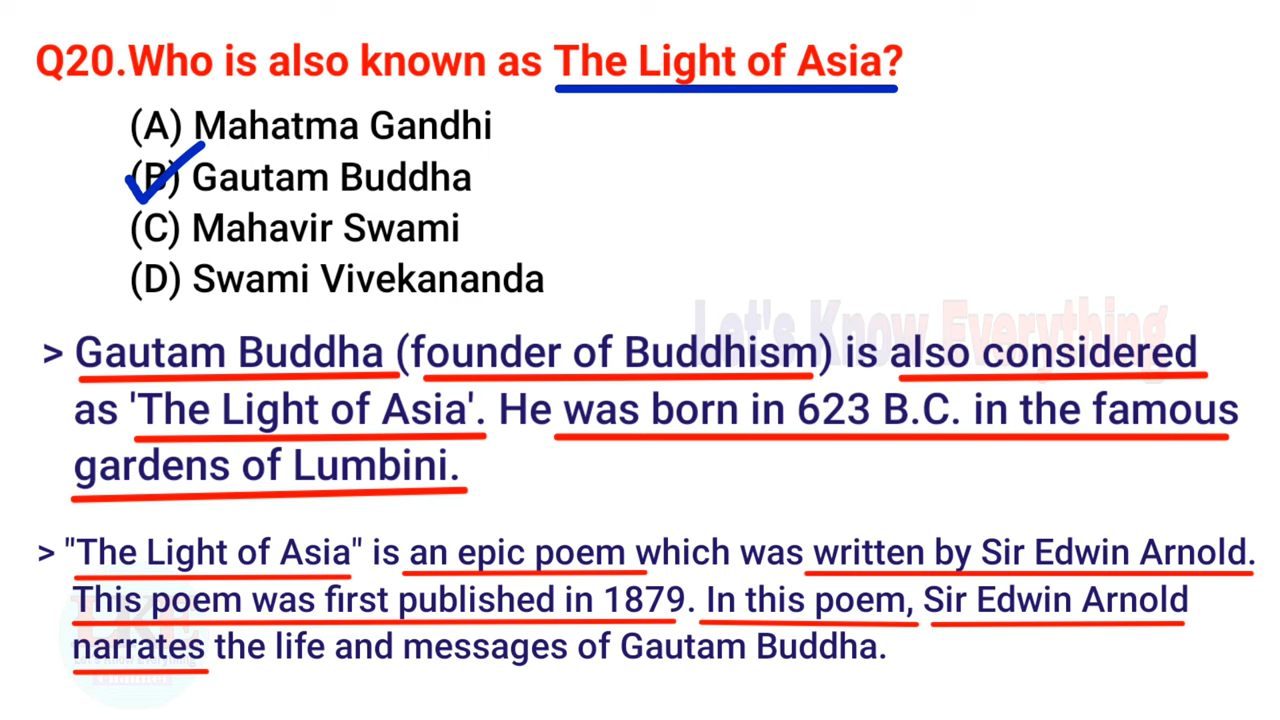 Q20.Who is also known as The Light of Asia?
(A) Mahatma Gandhi
(B) Gautam Buddha
(C) Mahavir Swami
(D) Swami Vivekananda
Let's Know Everything
> Gautam Buddha (founder of Buddhism) is also considered
as 'The Light of Asia'. He was born in 623 B.C. in the famous
gardens of Lumbini.
> "The Light of Asia" is an epic poem which was written by Sir Edwin Arnold.
This poem was first published in 1879. In this poem, Sir Edwin Arnold
narrates the life and messages of Gautam Buddha.
LKE
Let's Know Everything